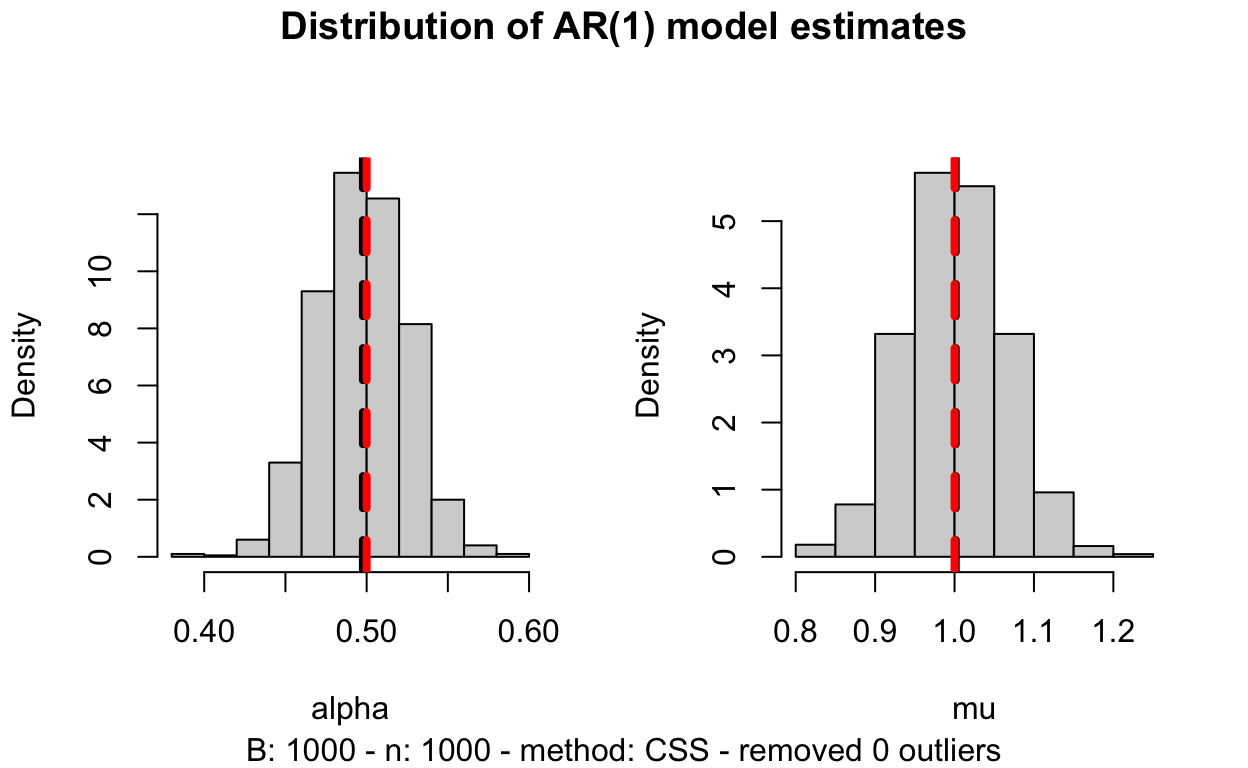 Distribution of AR(1) model estimates
Density
0 2 4 6 8 10
0.40 0.50 0.60
alpha
Density
0 1 2 3 4 5
0.8 0.9 1.0 1.1 1.2
mu
B: 1000 - n: 1000 - method: CSS - removed 0 outliers